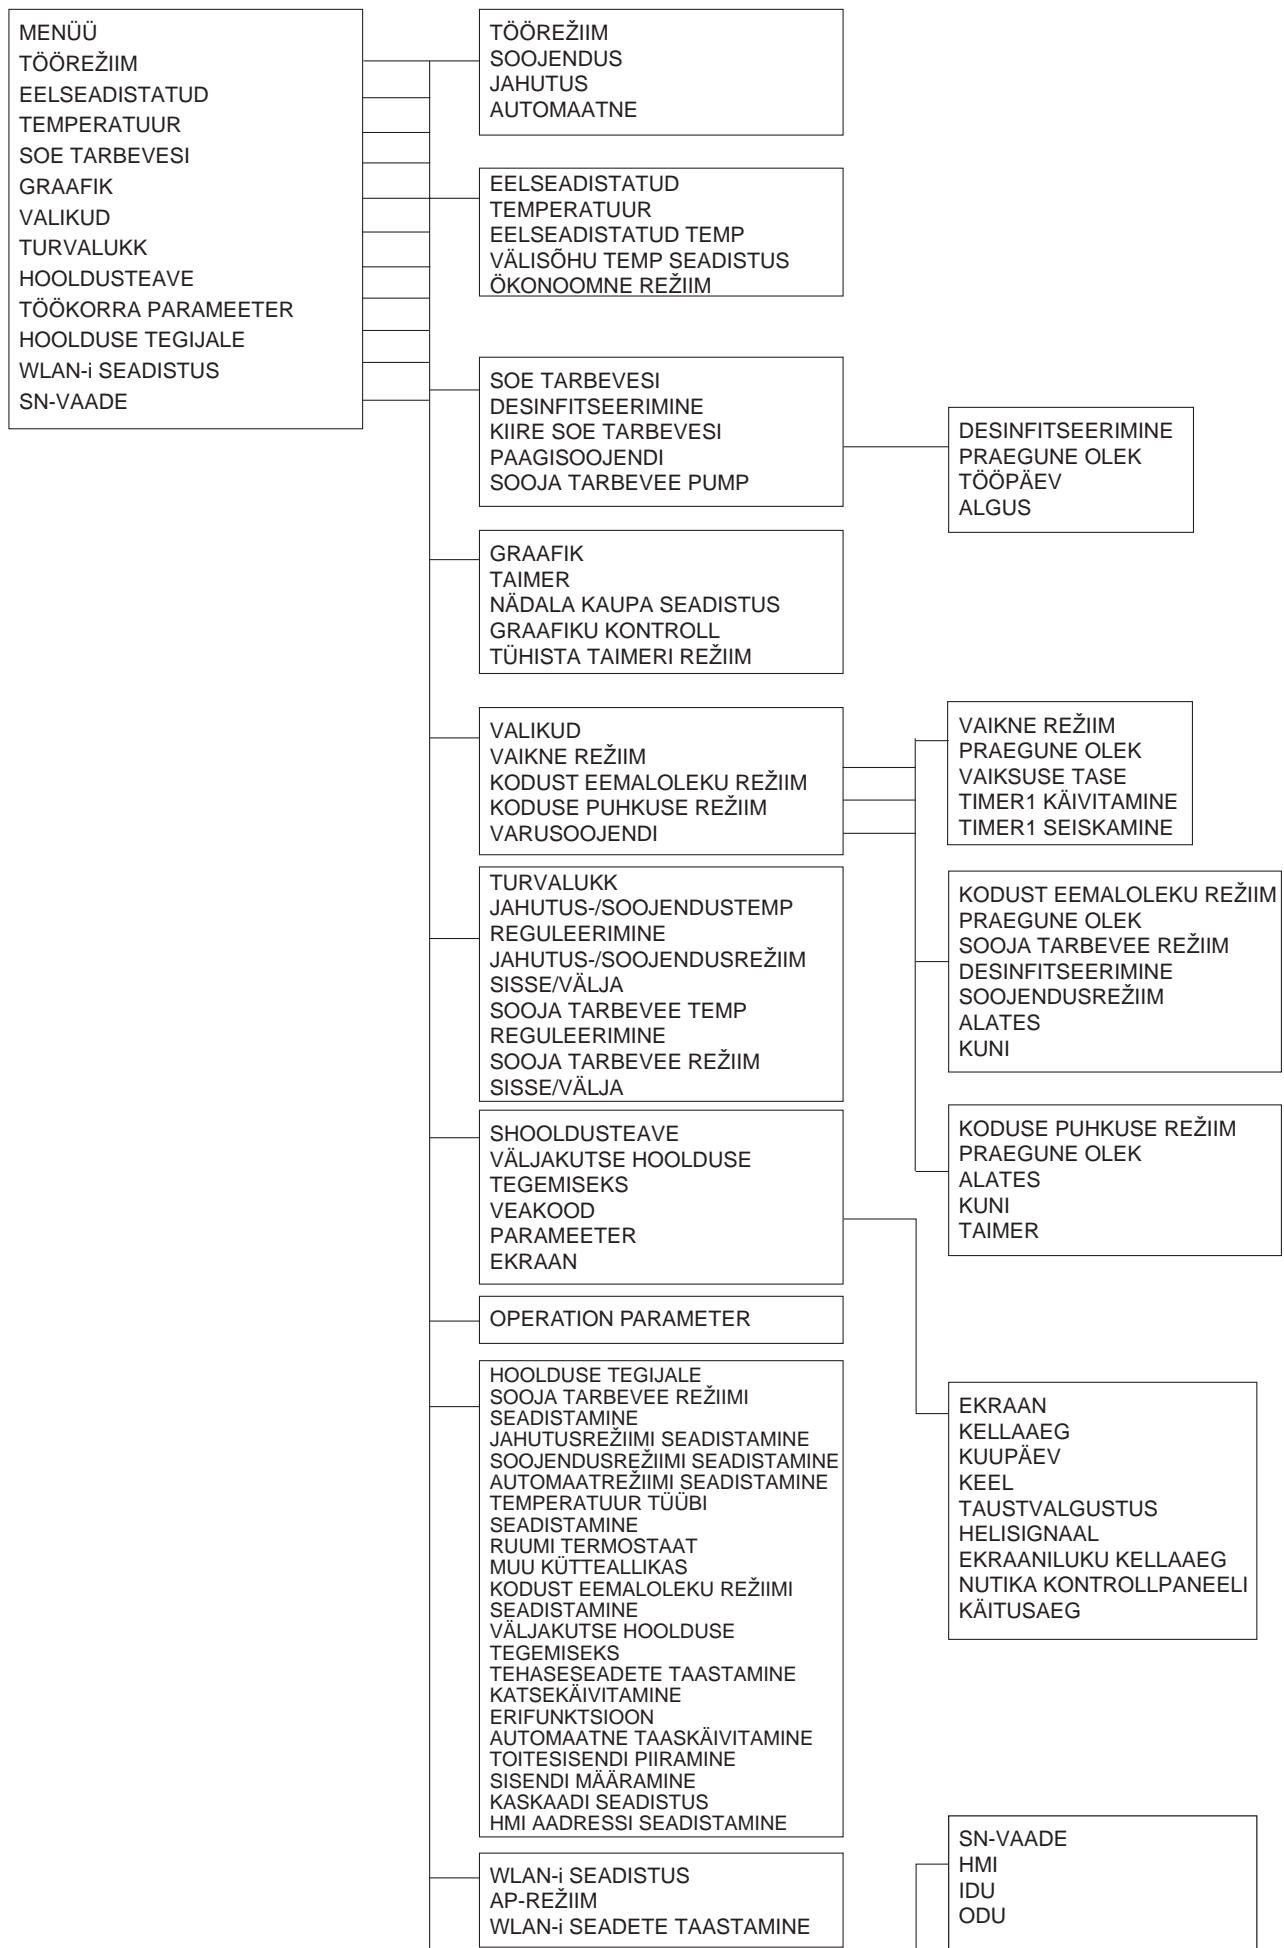 MENÜÜ
TÖÖREŽIIM
EELSEADISTATUD
TEMPERATUUR
SOE TARBEVESI
GRAAFIK
VALIKUD
TURVALUKK
HOOLDUSTEAVE
TÖÖKORRA PARAMEETER
HOOLDUSE TEGIJALE
WLAN-i SEADISTUS
SN-VAADE
TÖÖREŽIIM
SOOJENDUS
JAHUTUS
AUTOMAATNE
EELSEADISTATUD
TEMPERATUUR
EELSEADISTATUD TEMP
VÄLISÕHU TEMP SEADISTUS
ÖKONOOMNE REŽIIM
SOE TARBEVESI
DESINFITSEERIMINE
KIIRE SOE TARBEVESI
PAAGISOOJENDI
SOOJA TARBEVEE PUMP
DESINFITSEERIMINE
PRAEGUNE OLEK
TÖÖPÄEV
ALGUS
GRAAFIK
TAIMER
NÄDALA KAUPA SEADISTUS
GRAAFIKU KONTROLL
TÜHISTA TAIMERI REŽIIM
VALIKUD
VAIKNE REŽIIM
KODUST EEMALOLEKU REŽIIM
KODUSE PUHKUSE REŽIIM
VARUSOOJENDI
VAIKNE REŽIIM
PRAEGUNE OLEK
VAIKSUSE TASE
TIMER1 KÄIVITAMINE
TIMER1 SEISKAMINE
TURVALUKK
JAHUTUS-/SOOJENDUSTEMP
REGULEERIMINE
JAHUTUS-/SOOJENDUSREŽIIM
SISSE/VÄLJA
SOOJA TARBEVEE TEMP
REGULEERIMINE
SOOJA TARBEVEE REŽIIM
SISSE/VÄLJA
KODUST EEMALOLEKU REŽIIM
PRAEGUNE OLEK
SOOJA TARBEVEE REŽIIM
DESINFITSEERIMINE
SOOJENDUSREŽIIM
ALATES
KUNI
KODUSE PUHKUSE REŽIIM
PRAEGUNE OLEK
ALATES
KUNI
TAIMER
SHOOLDUSTEAVE
VÄLJAKUTSE HOOLDUSE
TEGEMISEKS
VEAKOOD
PARAMEETER
EKRAAN
OPERATION PARAMETER
HOOLDUSE TEGIJALE
SOOJA TARBEVEE REŽIIMI
SEADISTAMINE
JAHUTUSREŽIIMI SEADISTAMINE
SOOJENDUSREŽIIMI SEADISTAMINE
AUTOMAATREŽIIMI SEADISTAMINE
TEMPERATUUR TÜÜBI
SEADISTAMINE
RUUMI TERMOSTAAT
MUU KÜTTEALLIKAS
KODUST EEMALOLEKU REŽIIMI
SEADISTAMINE
VÄLJAKUTSE HOOLDUSE
TEGEMISEKS
TEHASESEADETE TAASTAMINE
KATSEKÄIVITAMINE
ERIFUNKTSIOON
AUTOMAATNE TAASKÄIVITAMINE
TOITESISENDI PIIRAMINE
SISENDI MÄÄRAMINE
KASKAADI SEADISTUS
HMI AADRESSI SEADISTAMINE
EKRAAN
KELLAAEG
KUUPÄEV
KEEL
TAUSTVALGUSTUS
HELISIGNAAL
EKRAANILUKU KELLAAEG
NUTIKA KONTROLLPANEELI
KÄITUSAEG
WLAN-i SEADISTUS
AP-REŽIIM
WLAN-i SEADETE TAASTAMINE
SN-VAADE
HMI
IDU
ODU